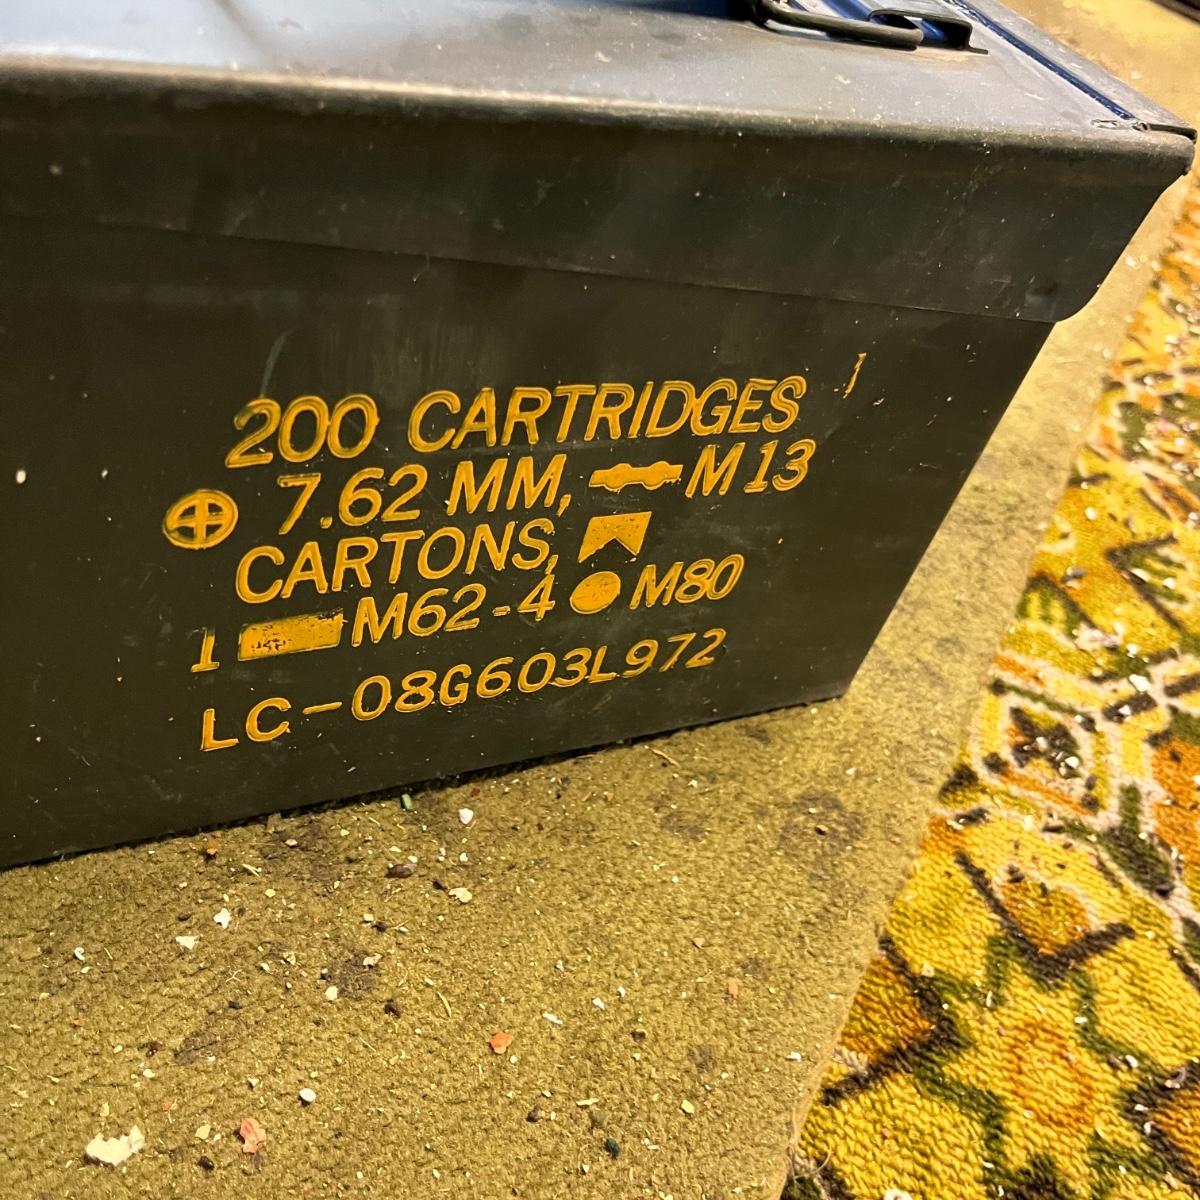 200 CARTRIDGES
7.62 MM, M13
CARTONS,
1 M62-4 M80
LC-08G603L972